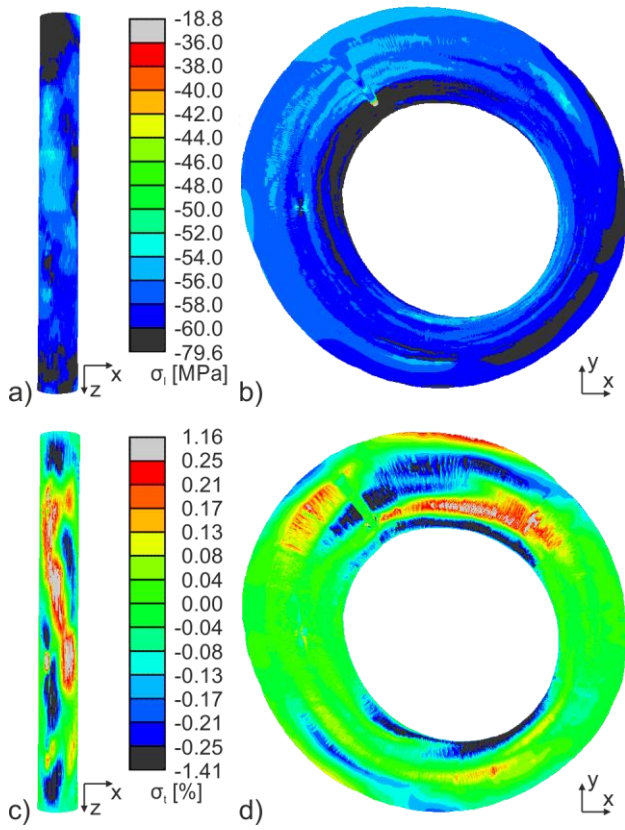 -18.8
-36.0
-38.0
-40.0
-42.0
-44.0
-46.0
-48.0
-50.0
-52.0
-54.0
-56.0
-58.0
-60.0
-79.6
σl [MPa]
x
z
a)
b)
y
x
1.16
0.25
0.21
0.17
0.13
0.08
0.04
0.00
-0.04
-0.08
-0.13
-0.17
-0.21
-0.25
-1.41
σt [%]
x
z
c)
d)
y
x